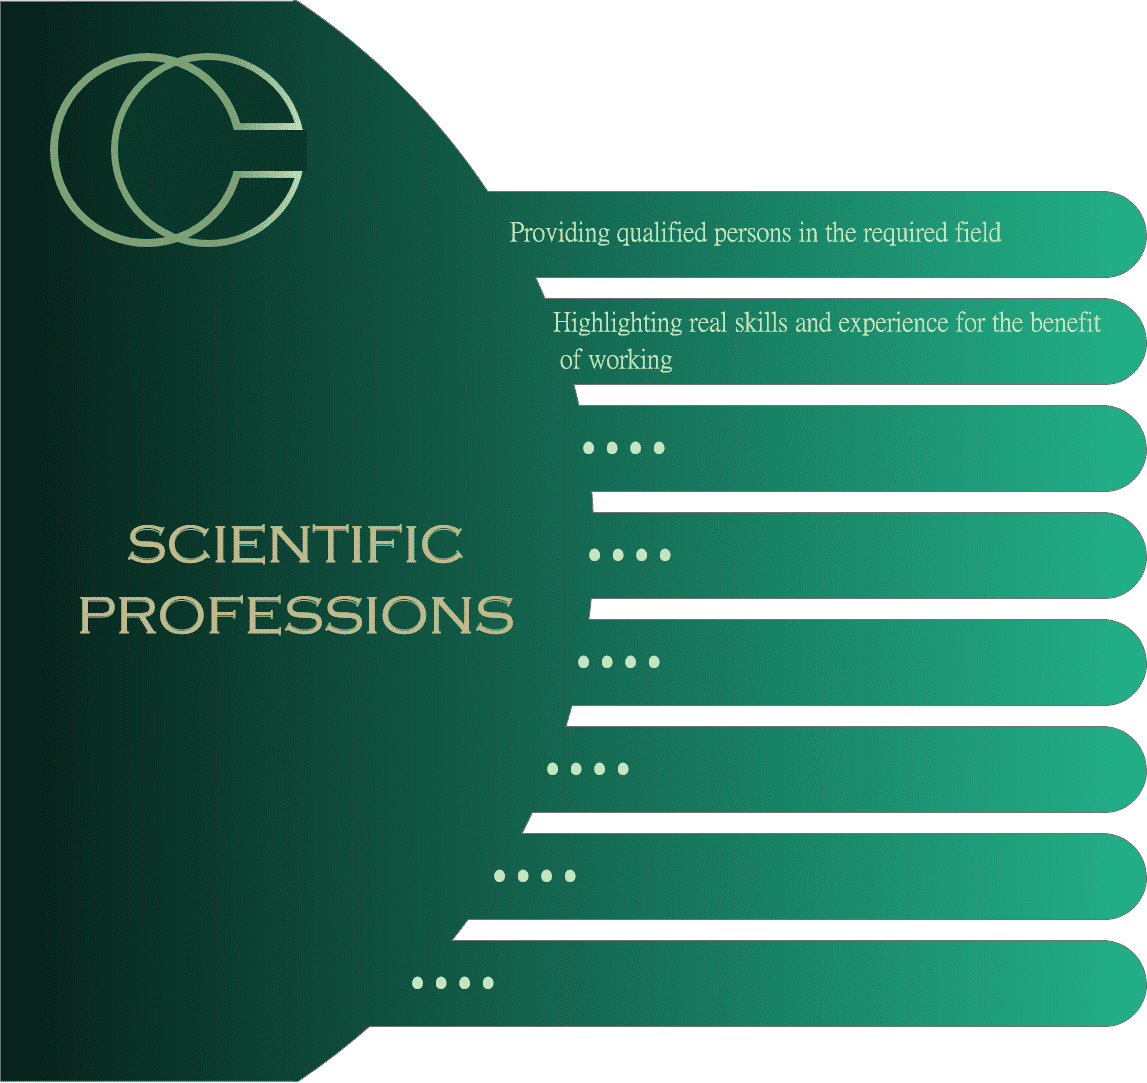 Providing qualified persons in the required field
Highlighting real skills and experience for the benefit
of working
. . . .
. . . .
. . . .
SCIENTIFIC
PROFESSIONS
. . . .
. . . .
. . . .